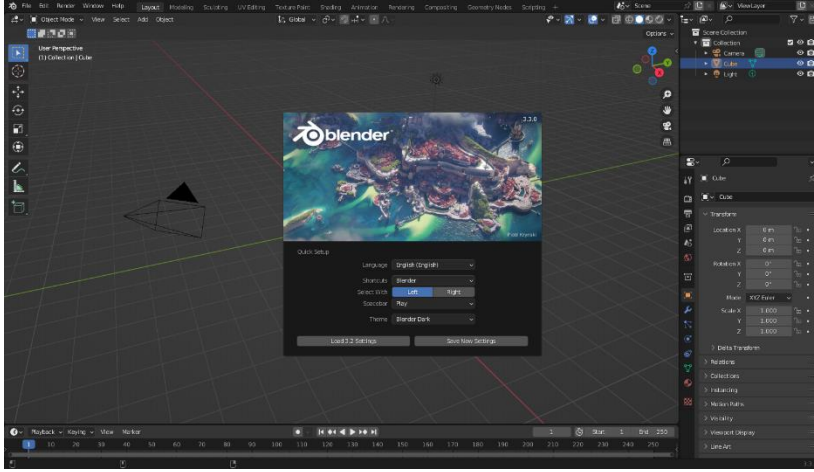 File Edit Render Window Help Layout Modeling Sculpting UV Editing Texture Paint Shading Animation Rendering Compositing Geometry Nodes Scripting + Scene ViewLayer
Object Mode View Select Add Object Global
Options
User Perspective
(1) Collection | Cube
Scene Collection
Collection
Camera
Cube
Light
blender
3.3.0
Quick Setup
Language English (English)
Shortcuts Blender
Select With Left Right
Spacebar Play
Theme Blender Dark
Load 3.2 Settings Save New Settings
Cube
Cube
Transform
Location X 0 m
Y 0 m
Z 0 m
Rotation X 0°
Y 0°
Z 0°
Mode XYZ Euler
Scale X 1.000
Y 1.000
Z 1.000
Delta Transform
Relations
Collections
Instancing
Motion Paths
Visibility
Viewport Display
Line Art
Playback Keying View Marker 1 Start 1 End 250
1 10 20 30 40 50 60 70 80 90 100 110 120 130 140 150 160 170 180 190 200 210 220 230 240 250